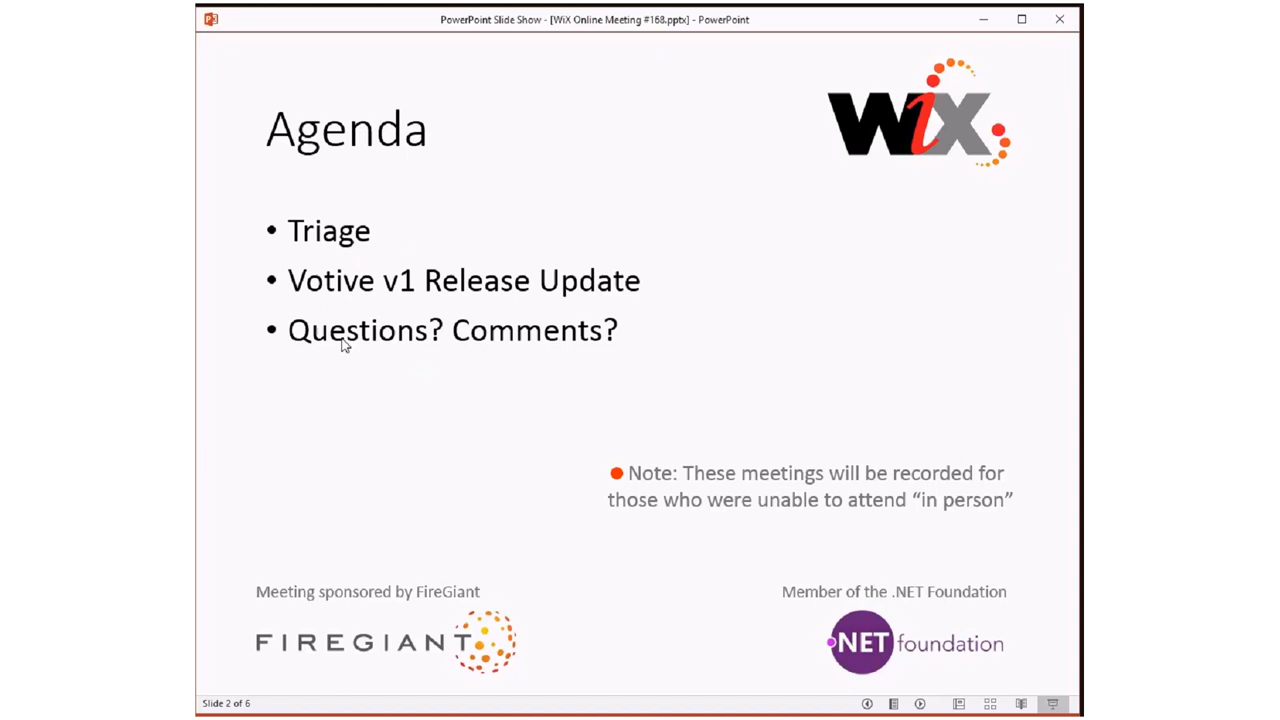 PowerPoint Slide Show - [WiX Online Meeting #168.pptx] - PowerPoint
WiX
Agenda
• Triage
• Votive v1 Release Update
• Questions? Comments?
Note: These meetings will be recorded for
those who were unable to attend “in person”
Meeting sponsored by FireGiant
FIREGIANT
Member of the .NET Foundation
.NET foundation
Slide 2 of 6